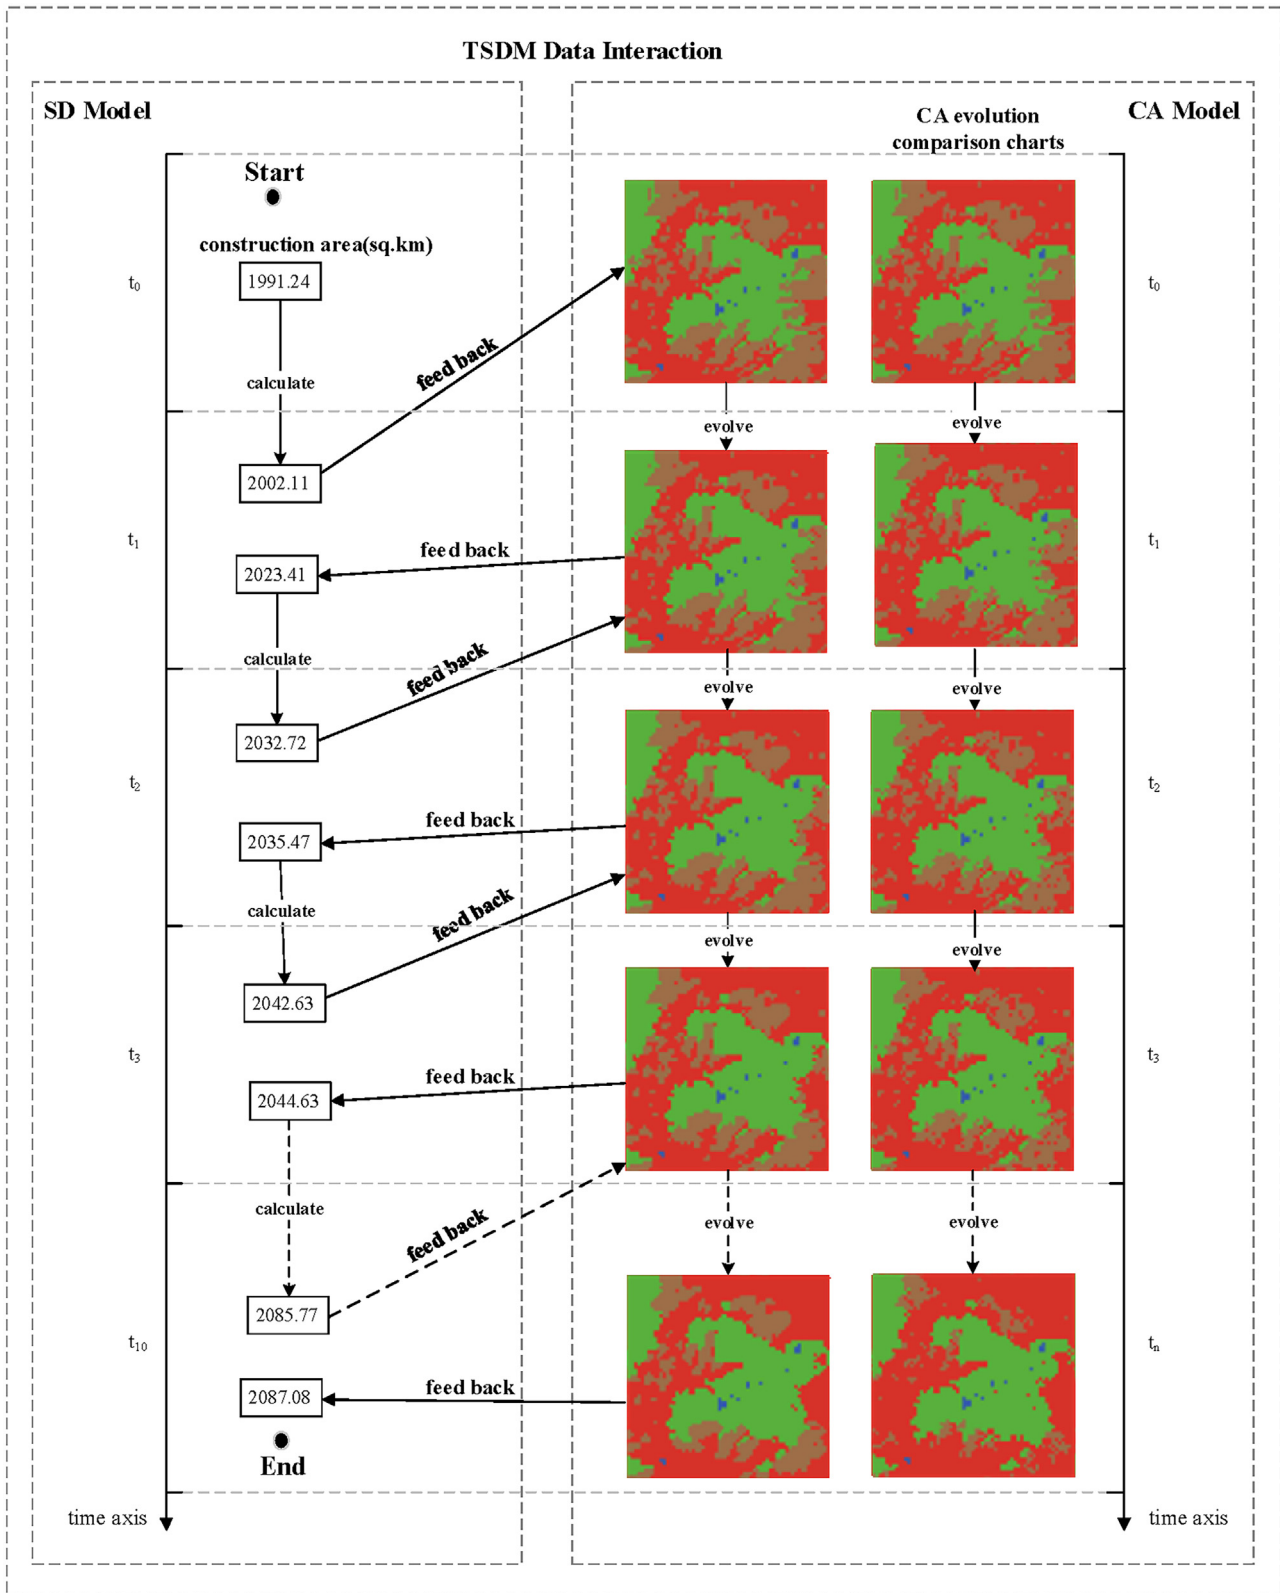 TSDM Data Interaction
SD Model
CA evolution
comparison charts
CA Model
Start
construction area(sq.km)
t0
1991.24
t0
feed back
calculate
evolve
evolve
2002.11
t1
feed back
t1
2023.41
calculate
feed back
evolve
evolve
2032.72
t2
t2
feed back
2035.47
calculate
feed back
evolve
evolve
2042.63
t3
t3
feed back
2044.63
calculate
feed back
evolve
evolve
2085.77
t10
tn
feed back
2087.08
End
time axis
time axis